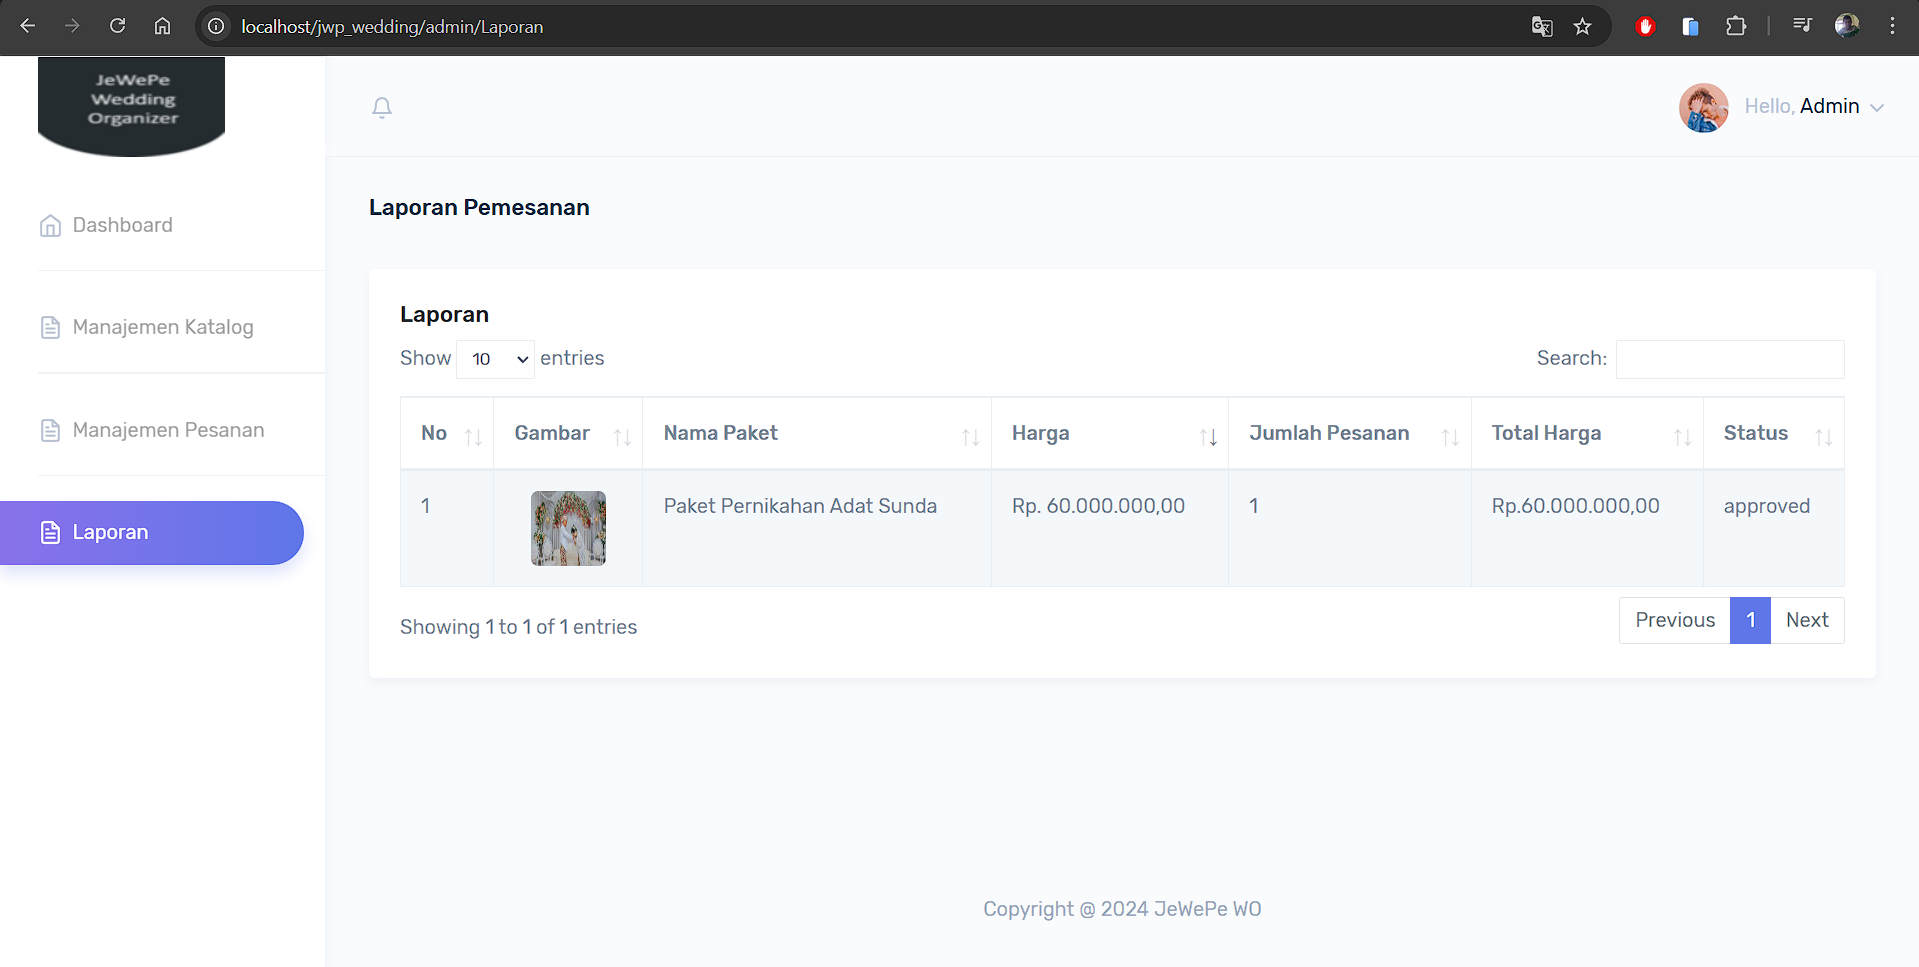 localhost/jwp_wedding/admin/Laporan
JeWePe
Wedding
Organizer
Hello, Admin
Dashboard
Manajemen Katalog
Manajemen Pesanan
Laporan
Laporan Pemesanan
Laporan
Show 10 entries
Search:
No Gambar Nama Paket Harga Jumlah Pesanan Total Harga Status
1 Paket Pernikahan Adat Sunda Rp. 60.000.000,00 1 Rp.60.000.000,00 approved
Showing 1 to 1 of 1 entries
Previous 1 Next
Copyright @ 2024 JeWePe WO